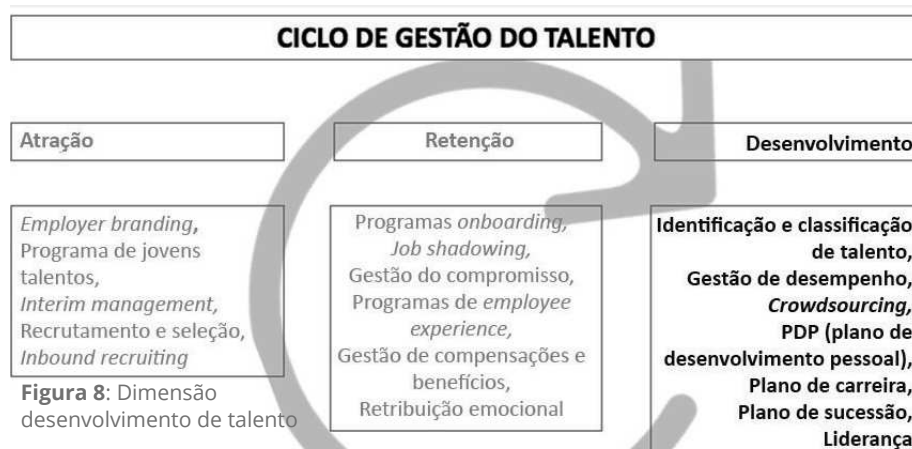 CICLO DE GESTÃO DO TALENTO
Atração
Employer branding,
Programa de jovens
talentos,
Interim management,
Recrutamento e seleção,
Inbound recruiting
Retenção
Programas onboarding,
Job shadowing,
Gestão do compromisso,
Programas de employee
experience,
Gestão de compensações e
benefícios,
Retribuição emocional
Desenvolvimento
Identificação e classificação
de talento,
Gestão de desempenho,
Crowdsourcing,
PDP (plano de
desenvolvimento pessoal),
Plano de carreira,
Plano de sucessão,
Liderança
Figura 8: Dimensão
desenvolvimento de talento